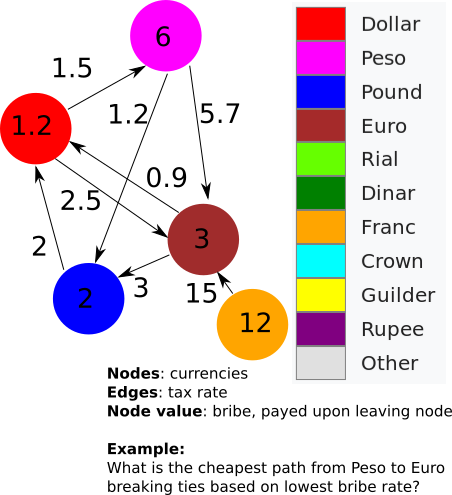 6
Dollar
Peso
Pound
Euro
Rial
Dinar
Franc
Crown
Guilder
Rupee
Other
1.5
1.2
5.7
1.2
0.9
2.5
3
2
2
3
15
12
Nodes: currencies
Edges: tax rate
Node value: bribe, payed upon leaving node
Example:
What is the cheapest path from Peso to Euro
breaking ties based on lowest bribe rate?